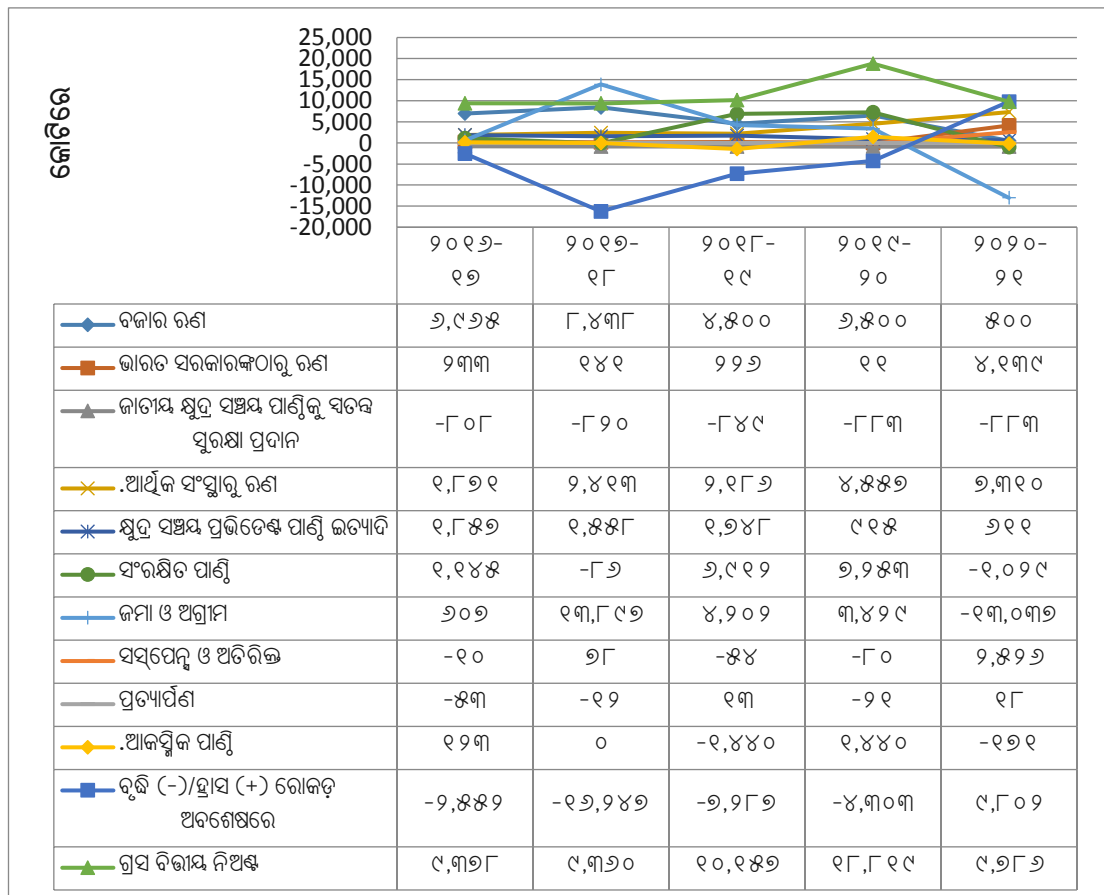 କୋଟିରେ
25,000
20,000
15,000
10,000
5,000
0
-5,000
-10,000
-15,000
-20,000
୨୦୧୬- ୨୦୧୭- ୨୦୧୮- ୨୦୧୯- ୨୦୨୦-
୧୭ ୧୮ ୧୯ ୨୦ ୨୧
ବଜାର ଋଣ ୬,୯୬୫ ୮,୪୩୮ ୪,୫୦୦ ୬,୫୦୦ ୫୦୦
ଭାରତ ସରକାରଙ୍କଠାରୁ ଋଣ ୨୩୩ ୧୪୧ ୨୨୬ ୧୧ ୪,୧୩୯
ଜାତୀୟ କ୍ଷୁଦ୍ର ସଞ୍ଚୟ ପାଣ୍ଠିକୁ ସ୍ୱତନ୍ତ୍ର
ସୁରକ୍ଷା ପ୍ରଦାନ -୮୦୮ -୮୨୦ -୮୪୯ -୮୮୩ -୮୮୩
.ଆର୍ଥିକ ସଂସ୍ଥାରୁ ଋଣ ୧,୮୭୧ ୨,୪୧୩ ୨,୧୮୬ ୪,୫୫୭ ୭,୩୧୦
କ୍ଷୁଦ୍ର ସଞ୍ଚୟ ପ୍ରଭିଡେଣ୍ଟ ପାଣ୍ଠି ଇତ୍ୟାଦି ୧,୮୫୭ ୧,୫୫୮ ୧,୭୪୮ ୯୧୫ ୬୧୧
ସଂରକ୍ଷିତ ପାଣ୍ଠି ୧,୧୪୫ -୮୬ ୬,୯୧୨ ୭,୨୫୩ -୧,୦୨୯
ଜମା ଓ ଅଗ୍ରୀମ ୬୦୭ ୧୩,୮୯୭ ୪,୨୦୨ ୩,୪୨୯ -୧୩,୦୩୭
ସସ୍‌ପେନ୍ସ ଓ ଅତିରିକ୍ତ -୧୦ ୭୮ -୫୪ -୮୦ ୨,୫୨୬
ପ୍ରତ୍ୟାର୍ପଣ -୫୩ -୧୨ ୧୩ -୨୧ ୧୮
.ଆକସ୍ମିକ ପାଣ୍ଠି ୧୨୩ ୦ -୧,୪୪୦ ୧,୪୪୦ -୧୭୧
ବୃଦ୍ଧି (-)/ହ୍ରାସ (+) ରୋକଡ଼
ଅବଶେଷରେ -୨,୫୫୨ -୧୬,୨୪୭ -୭,୨୮୭ -୪,୩୦୩ ୯,୮୦୨
ଗ୍ରସ ବିତ୍ତୀୟ ନିଅଣ୍ଟ ୯,୩୭୮ ୯,୩୬୦ ୧୦,୧୫୭ ୧୮,୮୧୯ ୯,୭୮୬